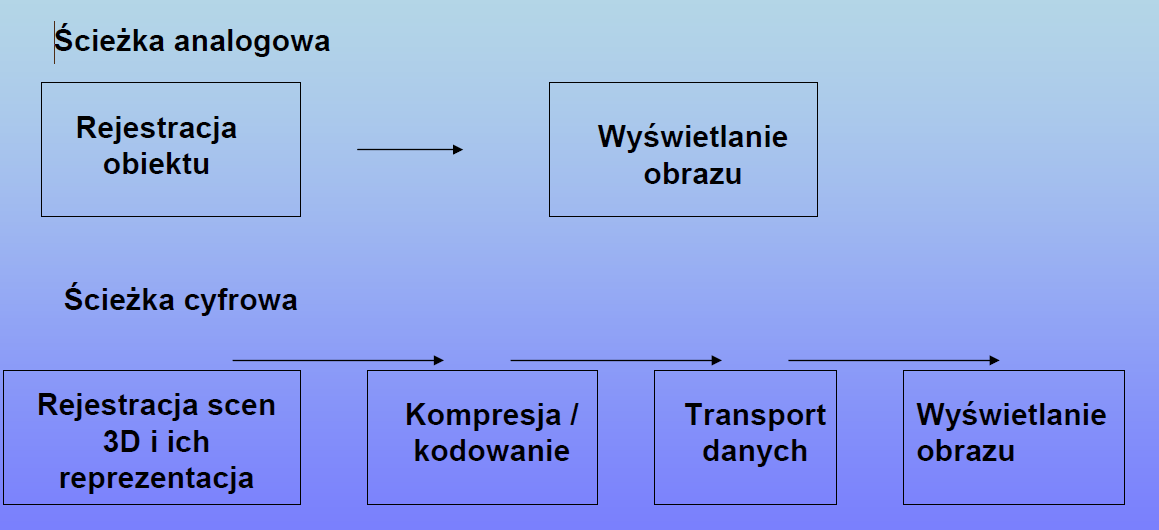 Ścieżka analogowa
Rejestracja
obiektu
Wyświetlanie
obrazu
Ścieżka cyfrowa
Rejestracja scen
3D i ich
reprezentacja
Kompresja /
kodowanie
Transport
danych
Wyświetlanie
obrazu